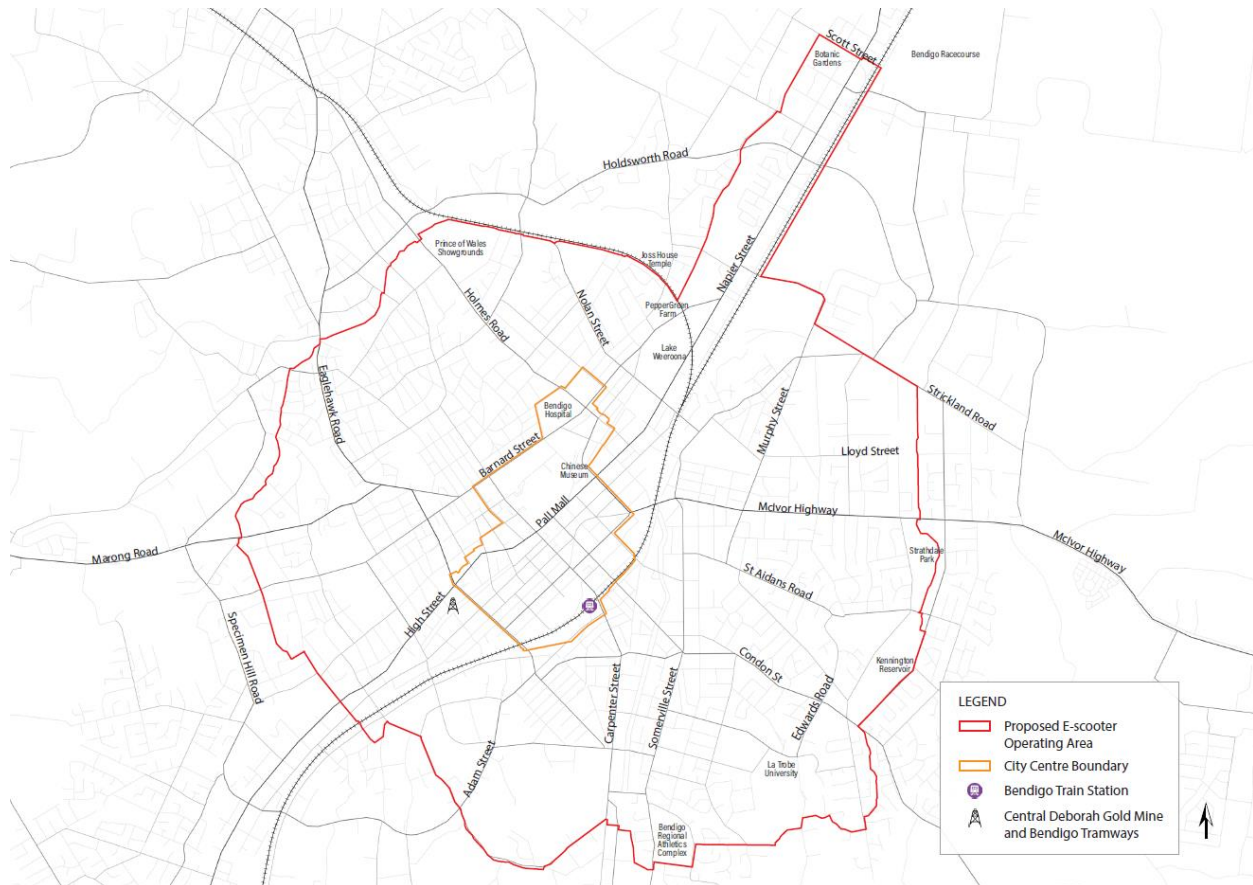 Scott Street
Botanic
Gardens
Bendigo Racecourse
Holdsworth Road
Prince of Wales
Showgrounds
Joss House
Temple
Napier Street
PepperGreen
Farm
Nolan Street
Holmes Road
Lake
Weeroona
Eaglehawk Road
Bendigo
Hospital
Murphy Street
Strickland Road
Barnard Street
Lloyd Street
Chinese
Museum
Pall Mall
McIvor Highway
McIvor Highway
Marong Road
Strathdale
Park
St Aidans Road
High Street
Specimen Hill Road
Condon St
Kennington
Reservoir
Carpenter Street
Somerville Street
Edwards Road
Adam Street
La Trobe
University
Bendigo
Regional
Athletics
Complex
LEGEND
Proposed E-scooter
Operating Area
City Centre Boundary
Bendigo Train Station
Central Deborah Gold Mine
and Bendigo Tramways